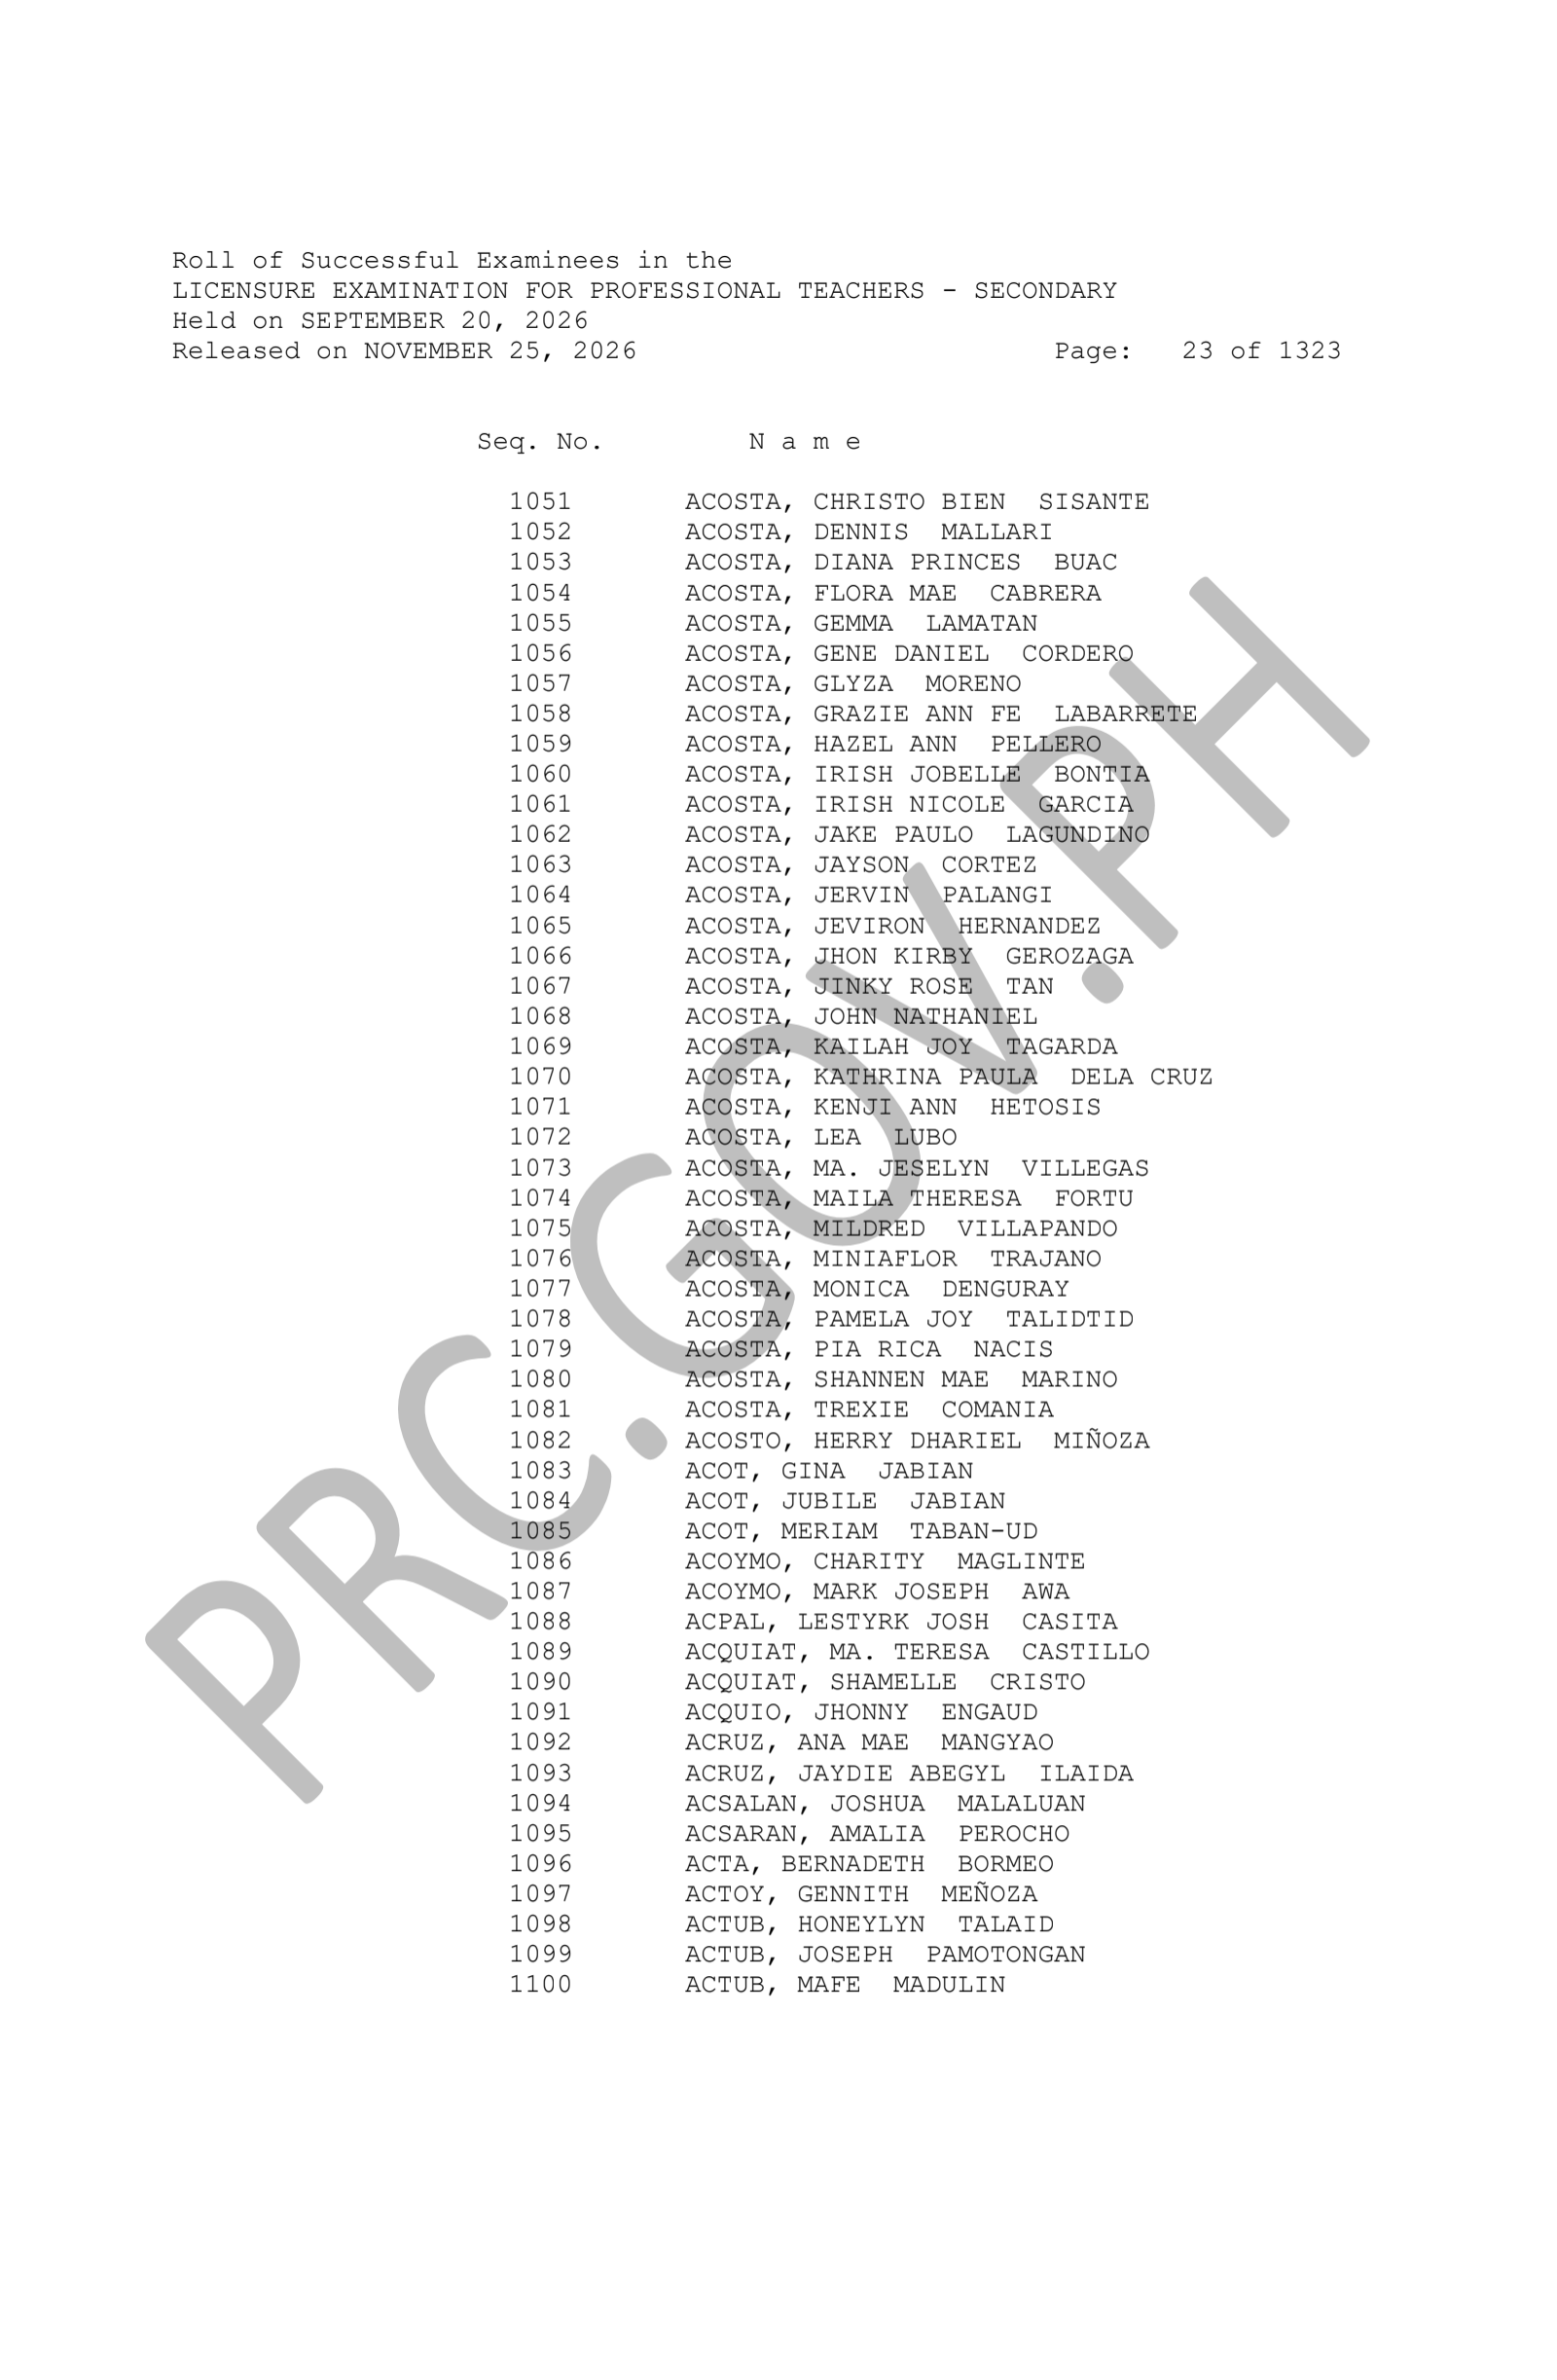 Roll of Successful Examinees in the
LICENSURE EXAMINATION FOR PROFESSIONAL TEACHERS - SECONDARY
Held on SEPTEMBER 20, 2026
Released on NOVEMBER 25, 2026 Page: 23 of 1323
Seq. No. N a m e
1051 ACOSTA, CHRISTO BIEN SISANTE
1052 ACOSTA, DENNIS MALLARI
1053 ACOSTA, DIANA PRINCES BUAC
1054 ACOSTA, FLORA MAE CABRERA
1055 ACOSTA, GEMMA LAMATAN
1056 ACOSTA, GENE DANIEL CORDERO
1057 ACOSTA, GLYZA MORENO
1058 ACOSTA, GRAZIE ANN FE LABARRETE
1059 ACOSTA, HAZEL ANN PELLERO
1060 ACOSTA, IRISH JOBELLE BONTIA
1061 ACOSTA, IRISH NICOLE GARCIA
1062 ACOSTA, JAKE PAULO LAGUNDINO
1063 ACOSTA, JAYSON CORTEZ
1064 ACOSTA, JERVIN PALANGI
1065 ACOSTA, JEVIRON HERNANDEZ
1066 ACOSTA, JHON KIRBY GEROZAGA
1067 ACOSTA, JINKY ROSE TAN
1068 ACOSTA, JOHN NATHANIEL
1069 ACOSTA, KAILAH JOY TAGARDA
1070 ACOSTA, KATHRINA PAULA DELA CRUZ
1071 ACOSTA, KENJI ANN HETOSIS
1072 ACOSTA, LEA LUBO
1073 ACOSTA, MA. JESELYN VILLEGAS
1074 ACOSTA, MAILA THERESA FORTU
1075 ACOSTA, MILDRED VILLAPANDO
1076 ACOSTA, MINIAFLOR TRAJANO
1077 ACOSTA, MONICA DENGURAY
1078 ACOSTA, PAMELA JOY TALIDTID
1079 ACOSTA, PIA RICA NACIS
1080 ACOSTA, SHANNEN MAE MARINO
1081 ACOSTA, TREXIE COMANIA
1082 ACOSTO, HERRY DHARIEL MIÑOZA
1083 ACOT, GINA JABIAN
1084 ACOT, JUBILE JABIAN
1085 ACOT, MERIAM TABAN-UD
1086 ACOYMO, CHARITY MAGLINTE
1087 ACOYMO, MARK JOSEPH AWA
1088 ACPAL, LESTYRK JOSH CASITA
1089 ACQUIAT, MA. TERESA CASTILLO
1090 ACQUIAT, SHAMELLE CRISTO
1091 ACQUIO, JHONNY ENGAUD
1092 ACRUZ, ANA MAE MANGYAO
1093 ACRUZ, JAYDIE ABEGYL ILAIDA
1094 ACSALAN, JOSHUA MALALUAN
1095 ACSARAN, AMALIA PEROCHO
1096 ACTA, BERNADETH BORMEO
1097 ACTOY, GENNITH MEÑOZA
1098 ACTUB, HONEYLYN TALAID
1099 ACTUB, JOSEPH PAMOTONGAN
1100 ACTUB, MAFE MADULIN
PRC.GOV.PH